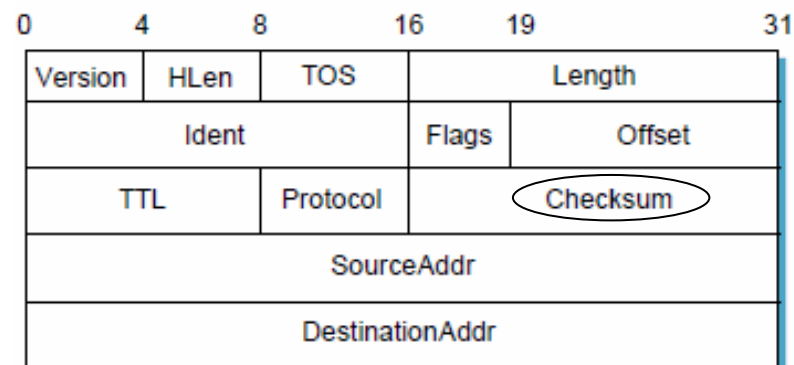 0 4 8 16 19 31
Version HLen TOS Length
Ident Flags Offset
TTL Protocol Checksum
SourceAddr
DestinationAddr